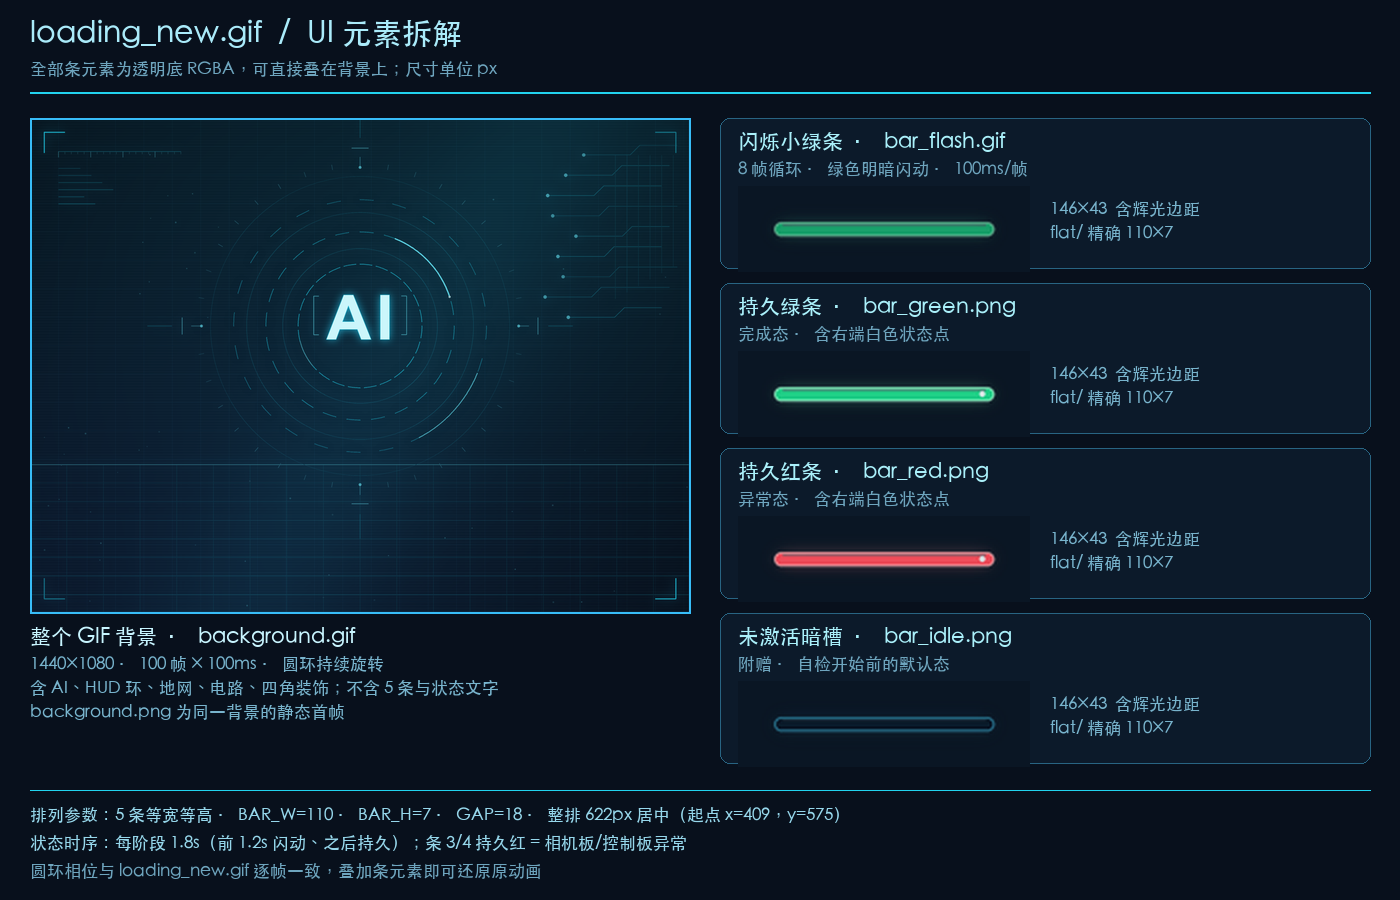 loading_new.gif / UI 元素拆解
全部条元素为透明底 RGBA，可直接叠在背景上；尺寸单位 px
AI
整个 GIF 背景 · background.gif
1440×1080 · 100 帧 × 100ms · 圆环持续旋转
含 AI、HUD 环、地网、电路、四角装饰；不含 5 条与状态文字
background.png 为同一背景的静态首帧
闪烁小绿条 · bar_flash.gif
8 帧循环 · 绿色明暗闪动 · 100ms/帧
146×43 含辉光边距
flat/ 精确 110×7
持久绿条 · bar_green.png
完成态 · 含右端白色状态点
146×43 含辉光边距
flat/ 精确 110×7
持久红条 · bar_red.png
异常态 · 含右端白色状态点
146×43 含辉光边距
flat/ 精确 110×7
未激活暗槽 · bar_idle.png
附赠 · 自检开始前的默认态
146×43 含辉光边距
flat/ 精确 110×7
排列参数：5 条等宽等高 · BAR_W=110 · BAR_H=7 · GAP=18 · 整排 622px 居中（起点 x=409，y=575）
状态时序：每阶段 1.8s（前 1.2s 闪动、之后持久）；条 3/4 持久红 = 相机板/控制板异常
圆环相位与 loading_new.gif 逐帧一致，叠加条元素即可还原原动画